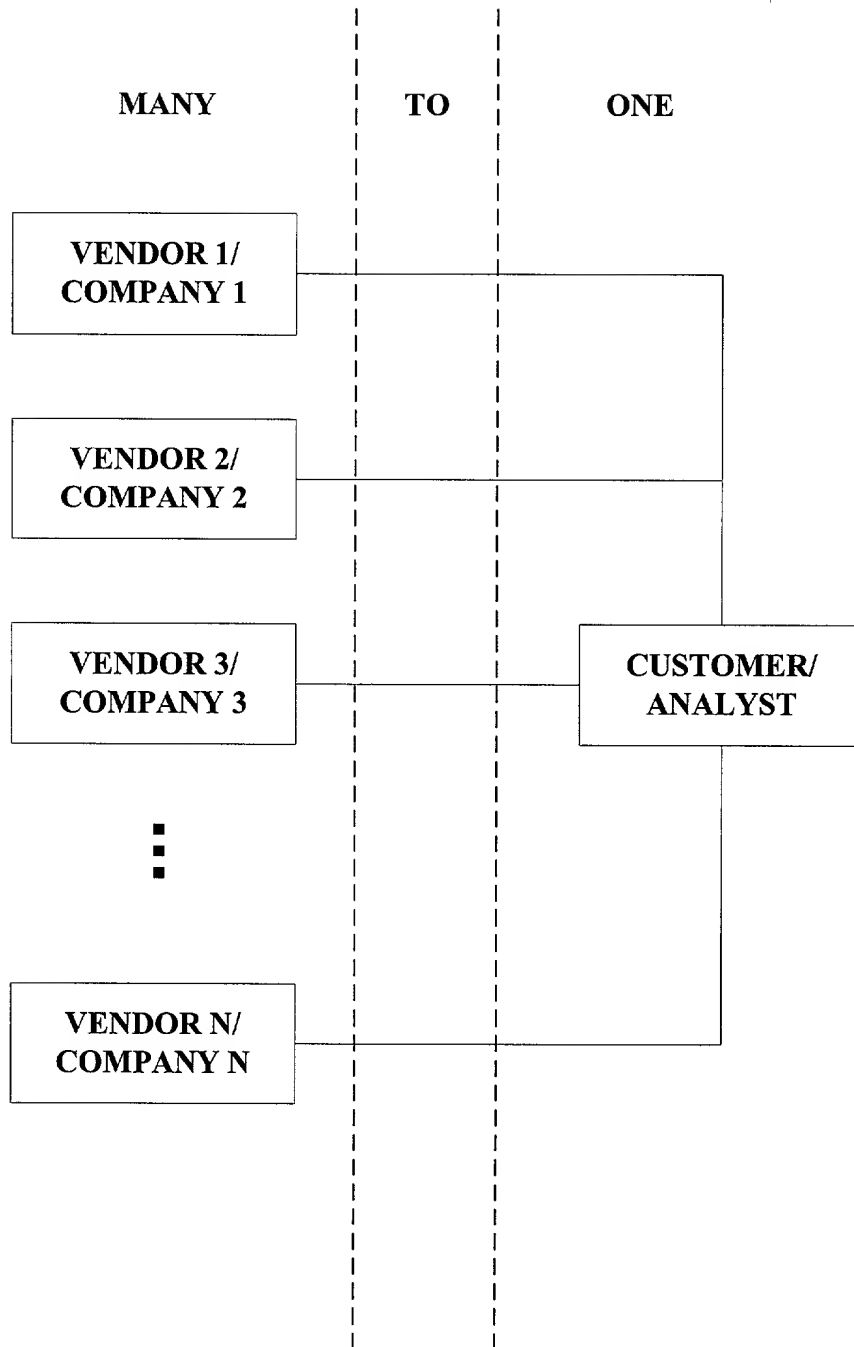 MANY TO ONE
VENDOR 1/
COMPANY 1
VENDOR 2/
COMPANY 2
VENDOR 3/
COMPANY 3
CUSTOMER/
ANALYST
VENDOR N/
COMPANY N